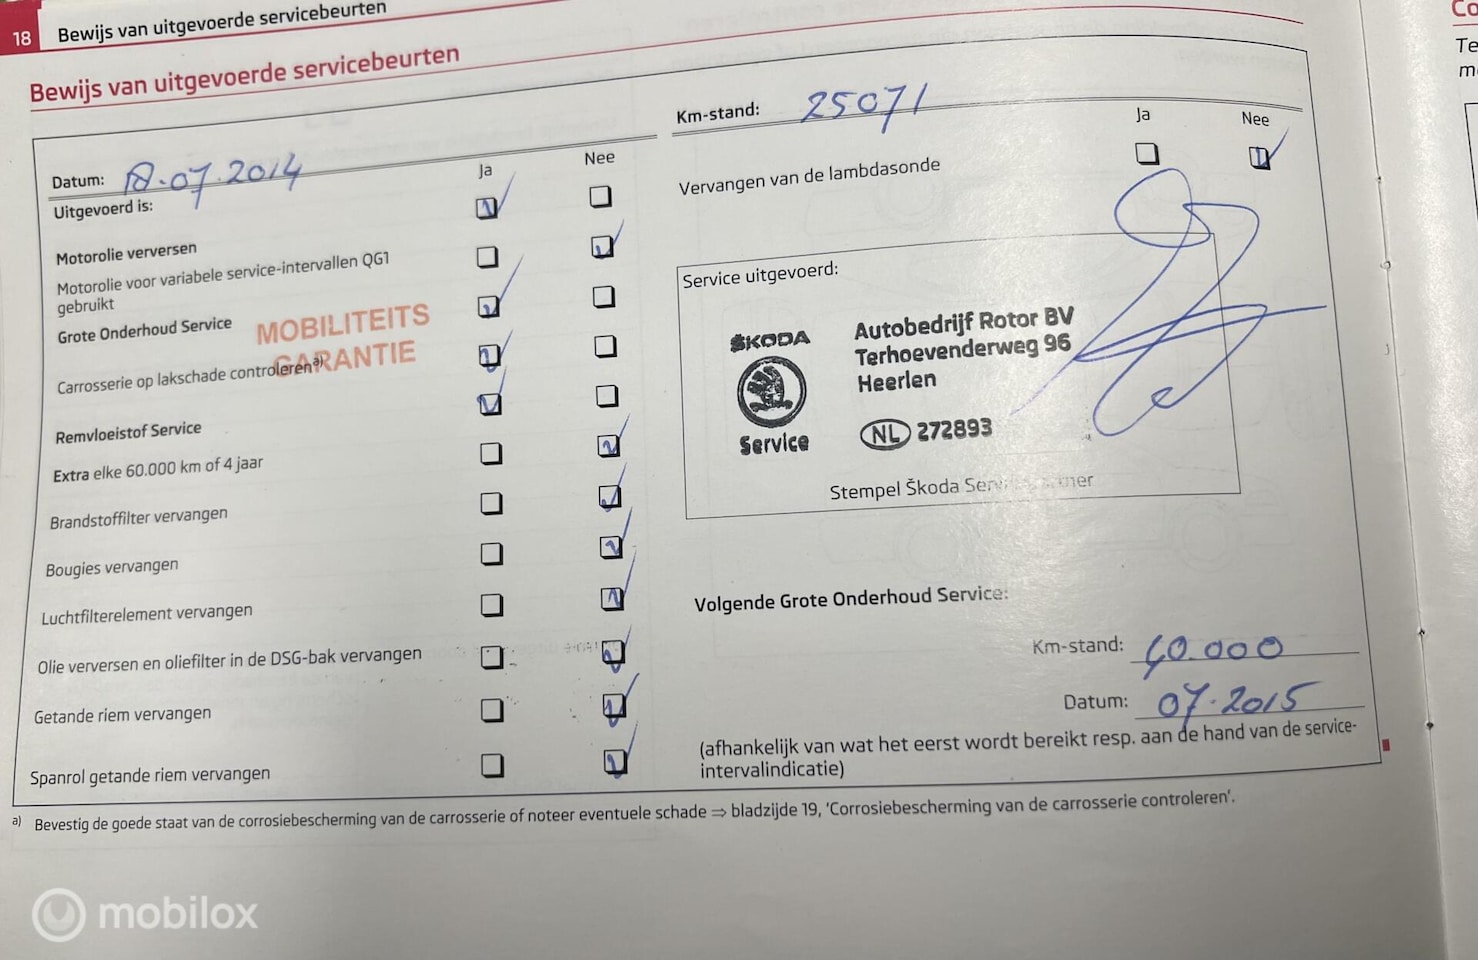 18 Bewijs van uitgevoerde servicebeurten
Bewijs van uitgevoerde servicebeurten
Datum: 18.07.2014
Uitgevoerd is:
Ja Nee
Motorolie verversen
Motorolie voor variabele service-intervallen QG1
gebruikt
Grote Onderhoud Service
MOBILITEITS
GARANTIE
Carrosserie op lakschade controleren a)
Remvloeistof Service
Extra elke 60.000 km of 4 jaar
Brandstoffilter vervangen
Bougies vervangen
Luchtfilterelement vervangen
Olie verversen en oliefilter in de DSG-bak vervangen
Getande riem vervangen
Spanrol getande riem vervangen
Km-stand: 25071
Ja Nee
Vervangen van de lambdasonde
Service uitgevoerd:
ŠKODA
Service
Autobedrijf Rotor BV
Terhoevenderweg 96
Heerlen
NL 272893
Stempel Škoda
Volgende Grote Onderhoud Service:
Km-stand: 40.000
Datum: 07.2015
(afhankelijk van wat het eerst wordt bereikt resp. aan de hand van de service-
intervalindicatie)
a) Bevestig de goede staat van de corrosiebescherming van de carrosserie of noteer eventuele schade ⇒ bladzijde 19, 'Corrosiebescherming van de carrosserie controleren'.
Co
Te
m
mobilox